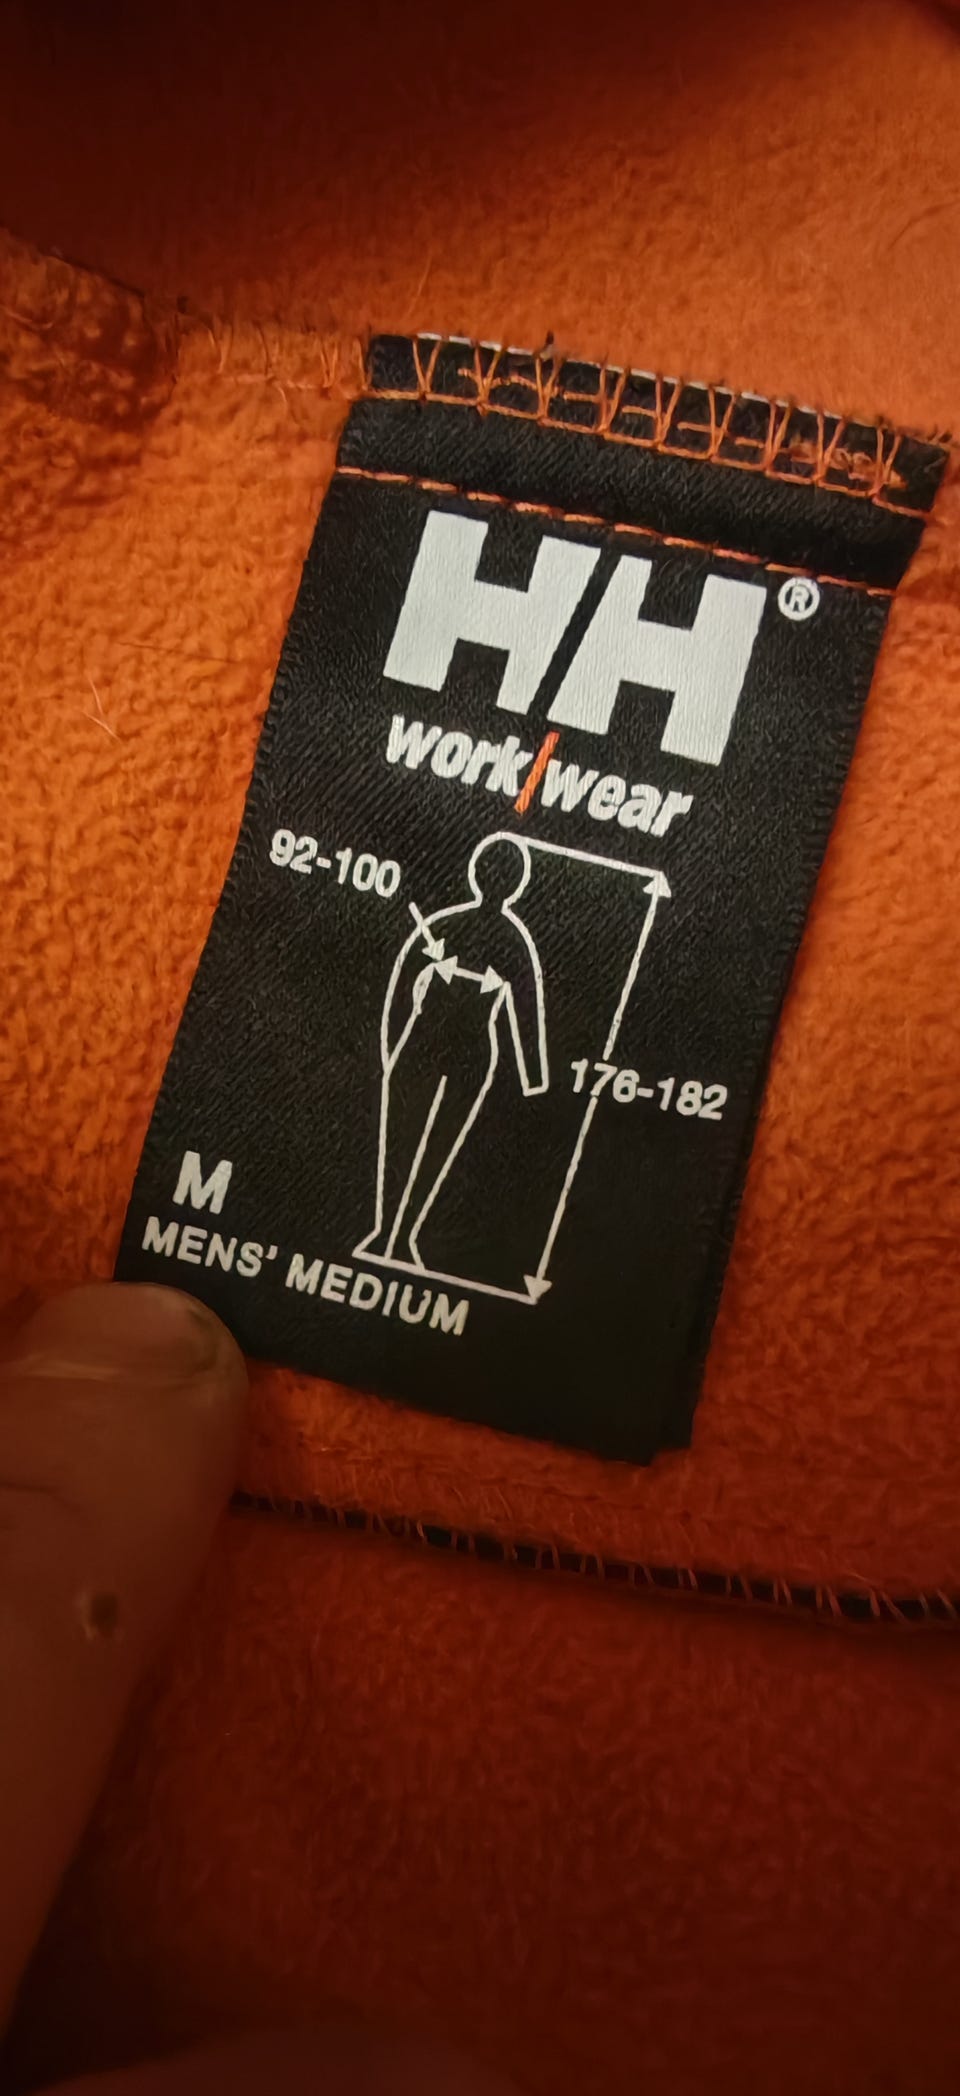 HH®
work/wear
92-100
176-182
M
MENS' MEDIUM